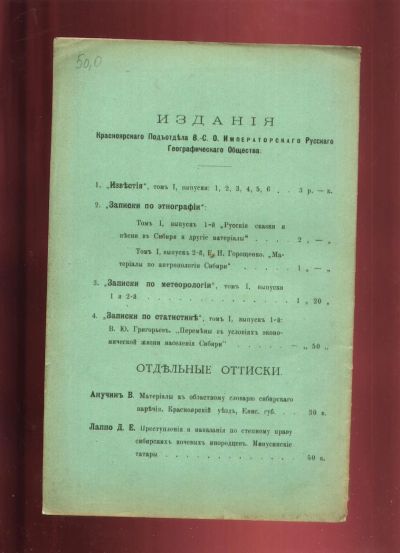 50,0
ИЗДАНІЯ
Красноярскаго Подъотдѣла В.-С. О. ИМПЕРАТОРСКАГО Русскаго
Географическаго Общества:
1. „Извѣстія“, томъ I, выпуски: 1, 2, 3, 4, 5, 6 . . 3 р. — к.
2. „Записки по этнографіи“:
Томъ I, выпускъ 1-й „Русскія сказки и
пѣсни въ Сибири и другіе матеріалы“ . . . . 2 „ — „
Томъ I, выпускъ 2-й, К. И. Горощенко. „Ма-
теріалы по антропологіи Сибири“ . . . . . 1 „ — „
3. „Записки по метеорологіи“, томъ I, выпуски
1 и 2-й . . . . . . . . . . . . 1 „ 20 „
4. „Записки по статистикѣ“, томъ I, выпускъ 1-й:
В. Ю. Григорьевъ. „Перемѣны въ условіяхъ эконо-
мической жизни населенія Сибири“ . . . . . — „ 50 „
ОТДѢЛЬНЫЕ ОТТИСКИ.
Анучинъ В. Матеріалы къ областному словарю сибирскаго
нарѣчія. Красноярскій уѣздъ, Енис. губ. . . 30 к.
Лаппо Д. Е. Преступленія и наказанія по степному праву
сибирскихъ кочевыхъ инородцевъ. Минусинскіе
татары . . . . . . . . . . . . 40 к.